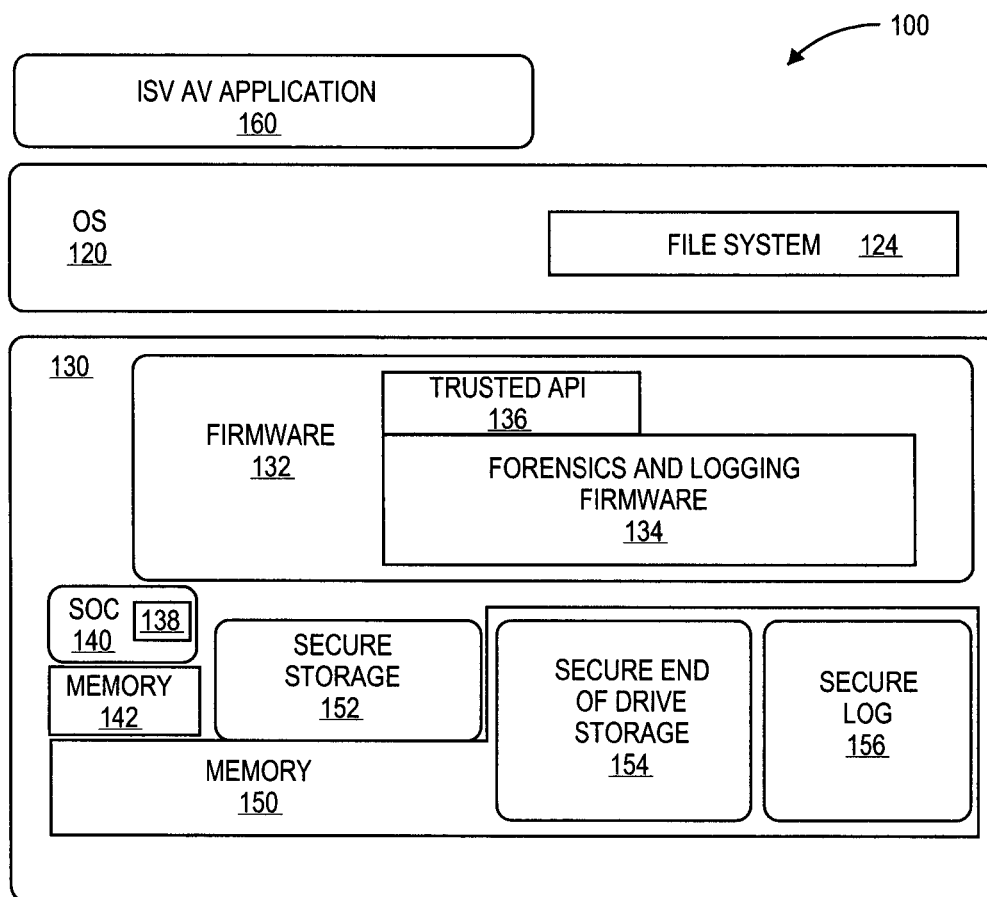 100
ISV AV APPLICATION
160
OS
120
FILE SYSTEM 124
130
TRUSTED API
136
FIRMWARE
132
FORENSICS AND LOGGING
FIRMWARE
134
SOC
140
138
MEMORY
142
SECURE
STORAGE
152
SECURE END
OF DRIVE
STORAGE
154
SECURE
LOG
156
MEMORY
150